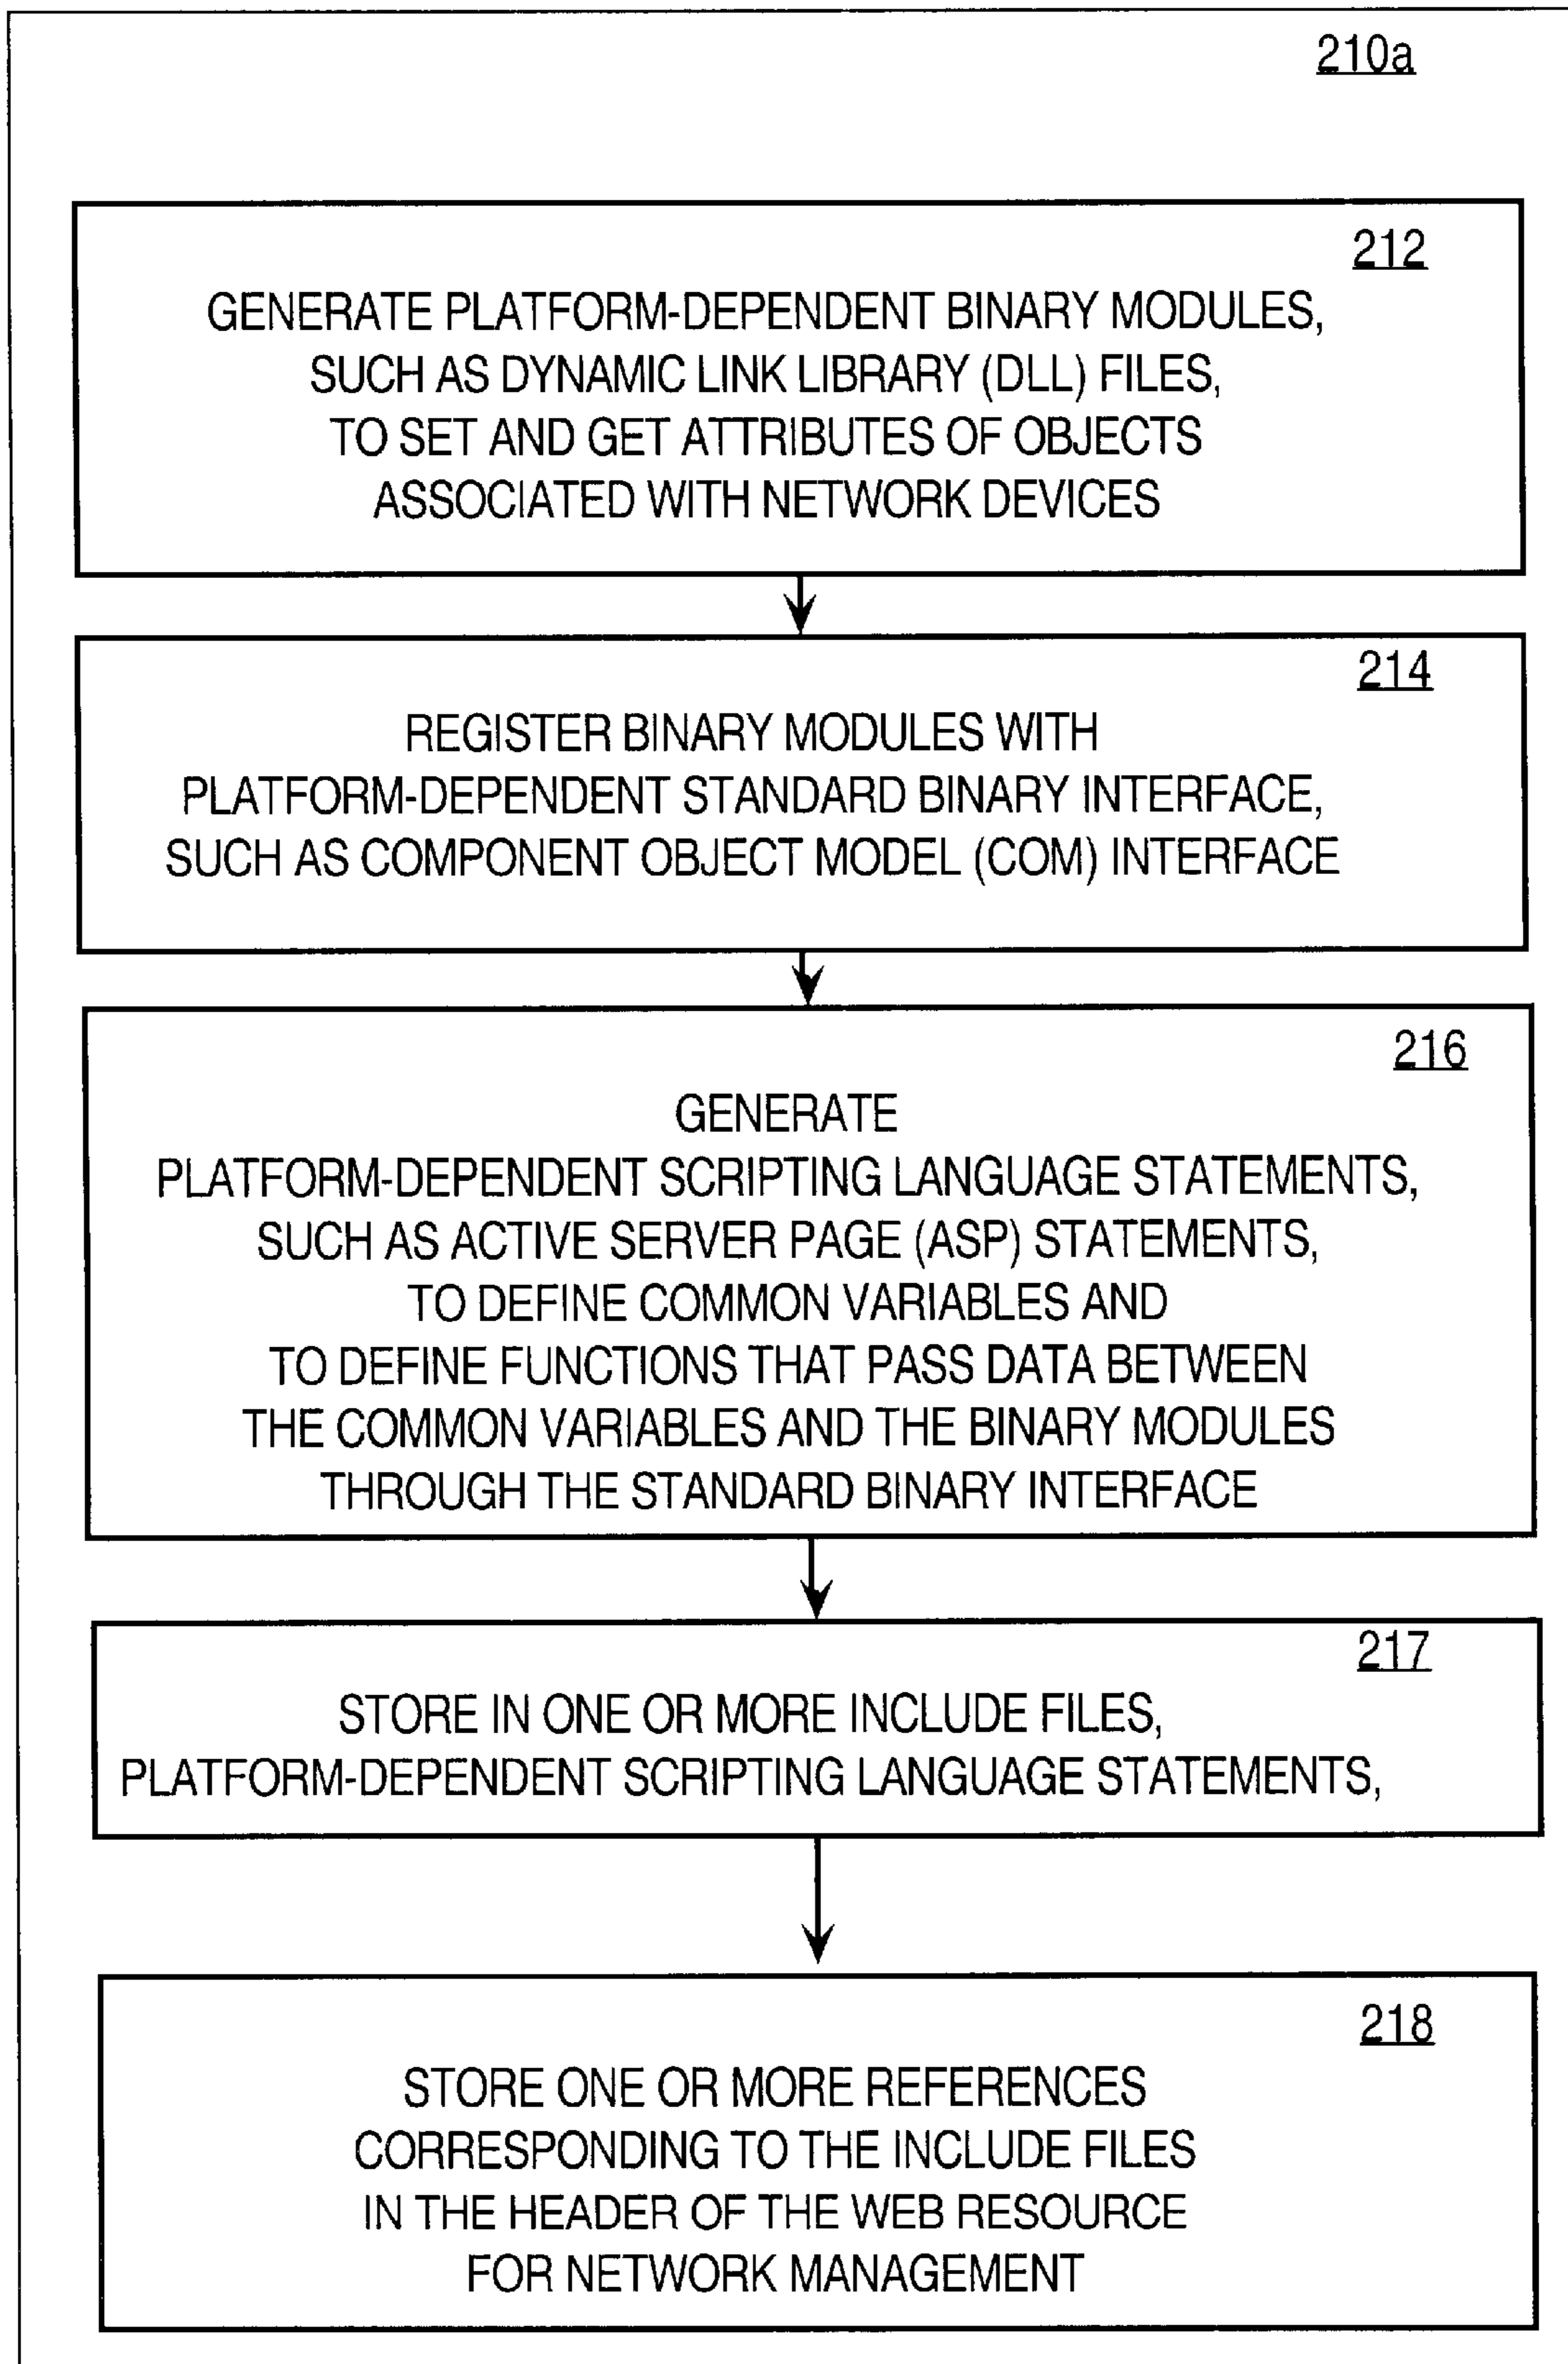 210a
212
GENERATE PLATFORM-DEPENDENT BINARY MODULES,
SUCH AS DYNAMIC LINK LIBRARY (DLL) FILES,
TO SET AND GET ATTRIBUTES OF OBJECTS
ASSOCIATED WITH NETWORK DEVICES
214
REGISTER BINARY MODULES WITH
PLATFORM-DEPENDENT STANDARD BINARY INTERFACE,
SUCH AS COMPONENT OBJECT MODEL (COM) INTERFACE
216
GENERATE
PLATFORM-DEPENDENT SCRIPTING LANGUAGE STATEMENTS,
SUCH AS ACTIVE SERVER PAGE (ASP) STATEMENTS,
TO DEFINE COMMON VARIABLES AND
TO DEFINE FUNCTIONS THAT PASS DATA BETWEEN
THE COMMON VARIABLES AND THE BINARY MODULES
THROUGH THE STANDARD BINARY INTERFACE
217
STORE IN ONE OR MORE INCLUDE FILES,
PLATFORM-DEPENDENT SCRIPTING LANGUAGE STATEMENTS,
218
STORE ONE OR MORE REFERENCES
CORRESPONDING TO THE INCLUDE FILES
IN THE HEADER OF THE WEB RESOURCE
FOR NETWORK MANAGEMENT